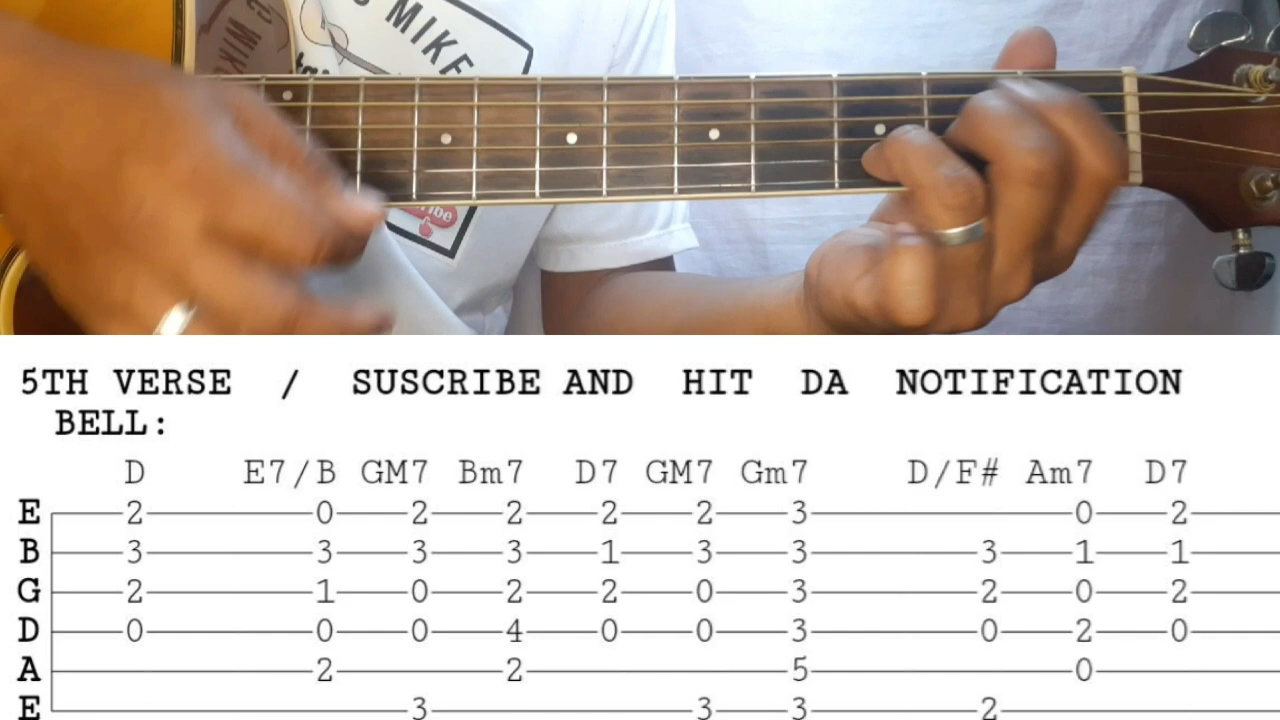 MIKE
MIKE
ibe
5TH VERSE / SUSCRIBE AND HIT DA NOTIFICATION
BELL:
D E7/B GM7 Bm7 D7 GM7 Gm7 D/F# Am7 D7
E 2 0 2 2 2 2 3 0 2
B 3 3 3 3 1 3 3 3 1 1
G 2 1 0 2 2 0 3 2 0 2
D 0 0 0 4 0 0 3 0 2 0
A 2 2 5 0
E 3 3 3 2